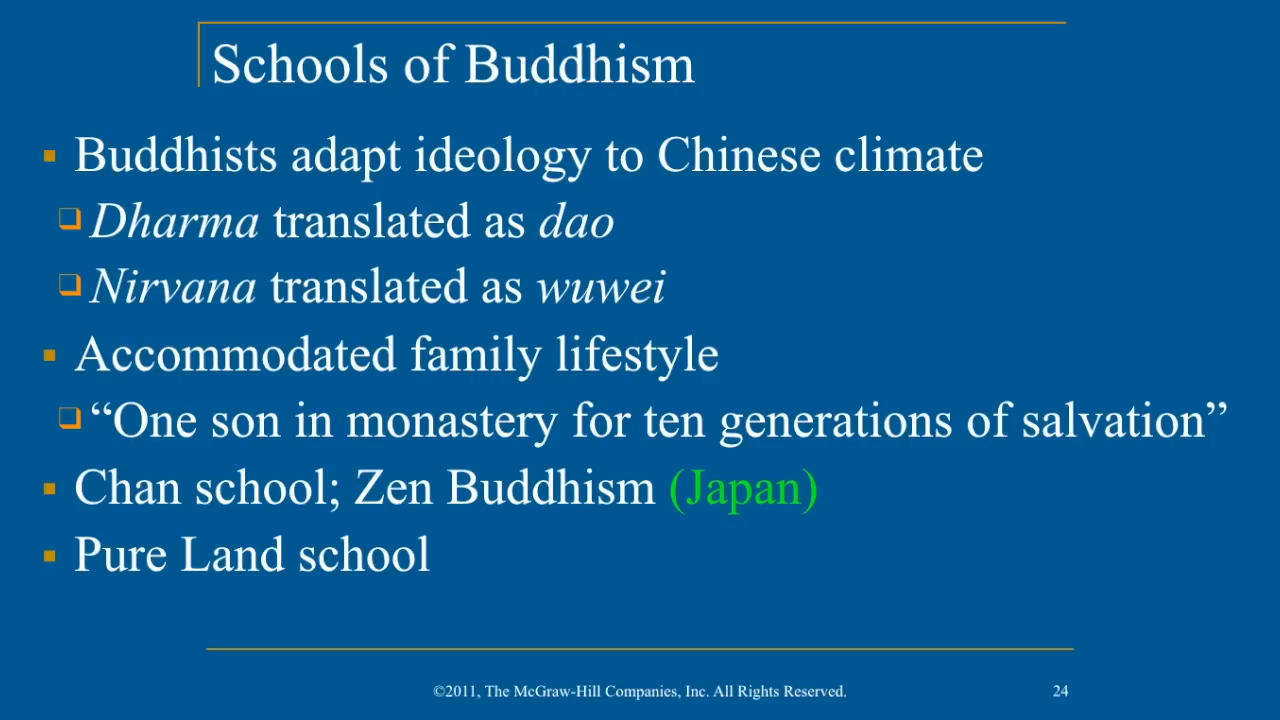 Schools of Buddhism
Buddhists adapt ideology to Chinese climate
Dharma translated as dao
Nirvana translated as wuwei
Accommodated family lifestyle
“One son in monastery for ten generations of salvation”
Chan school; Zen Buddhism (Japan)
Pure Land school
©2011, The McGraw-Hill Companies, Inc. All Rights Reserved.
24